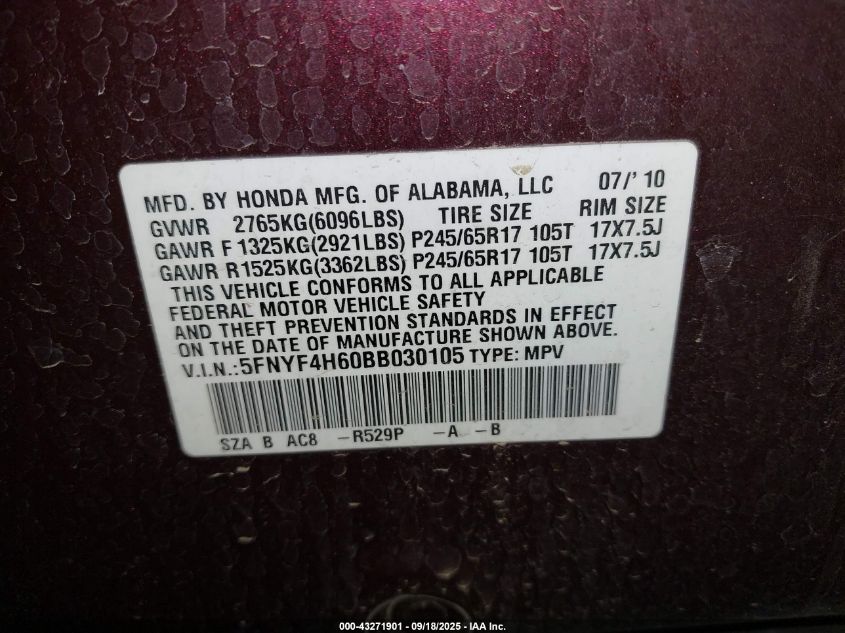 MFD. BY HONDA MFG. OF ALABAMA, LLC 07/'10
GVWR 2765KG(6096LBS) TIRE SIZE RIM SIZE
GAWR F 1325KG(2921LBS) P245/65R17 105T 17X7.5J
GAWR R1525KG(3362LBS) P245/65R17 105T 17X7.5J
THIS VEHICLE CONFORMS TO ALL APPLICABLE
FEDERAL MOTOR VEHICLE SAFETY
AND THEFT PREVENTION STANDARDS IN EFFECT
ON THE DATE OF MANUFACTURE SHOWN ABOVE.
V.I.N.:5FNYF4H60BB030105 TYPE: MPV
SZA B AC8 -R529P -A -B
000-43271901 - 09/18/2025 - IAA Inc.